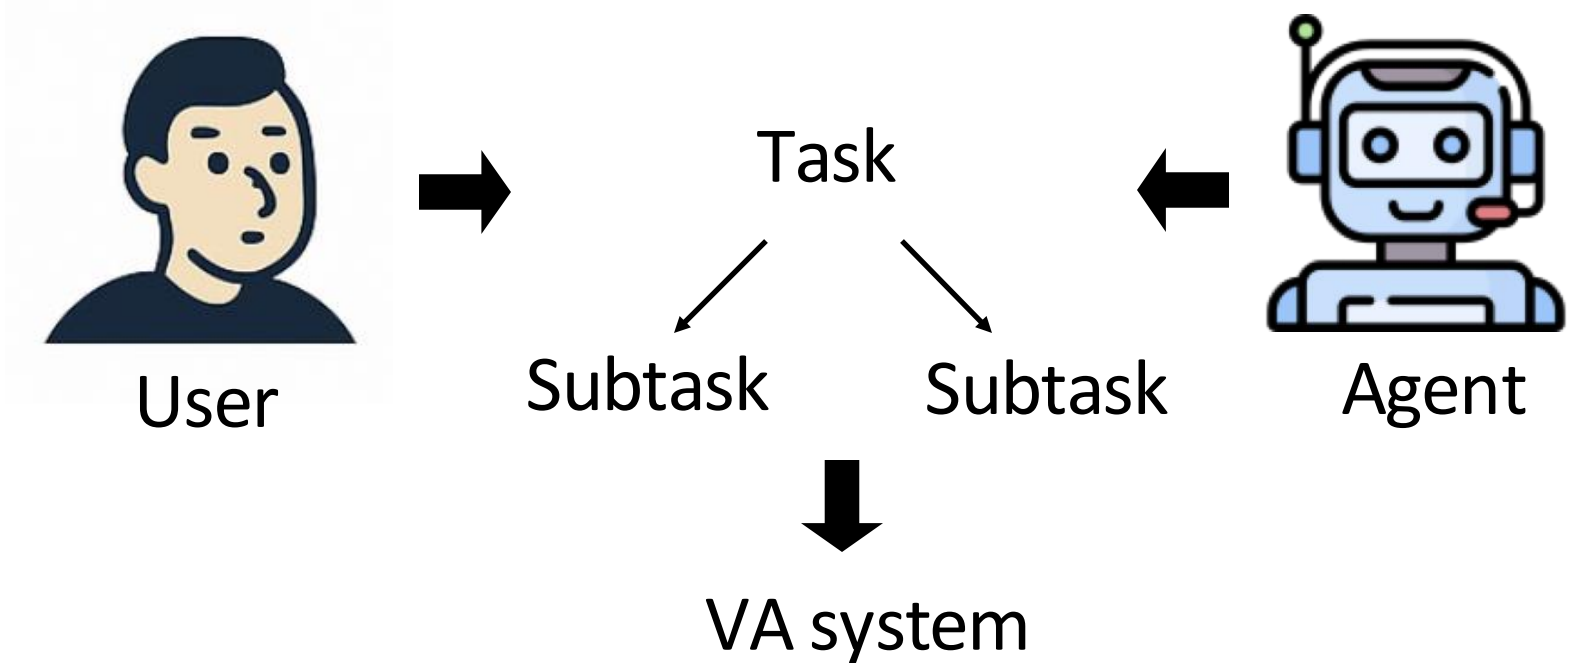 Task
Subtask
Subtask
User
Agent
VA system